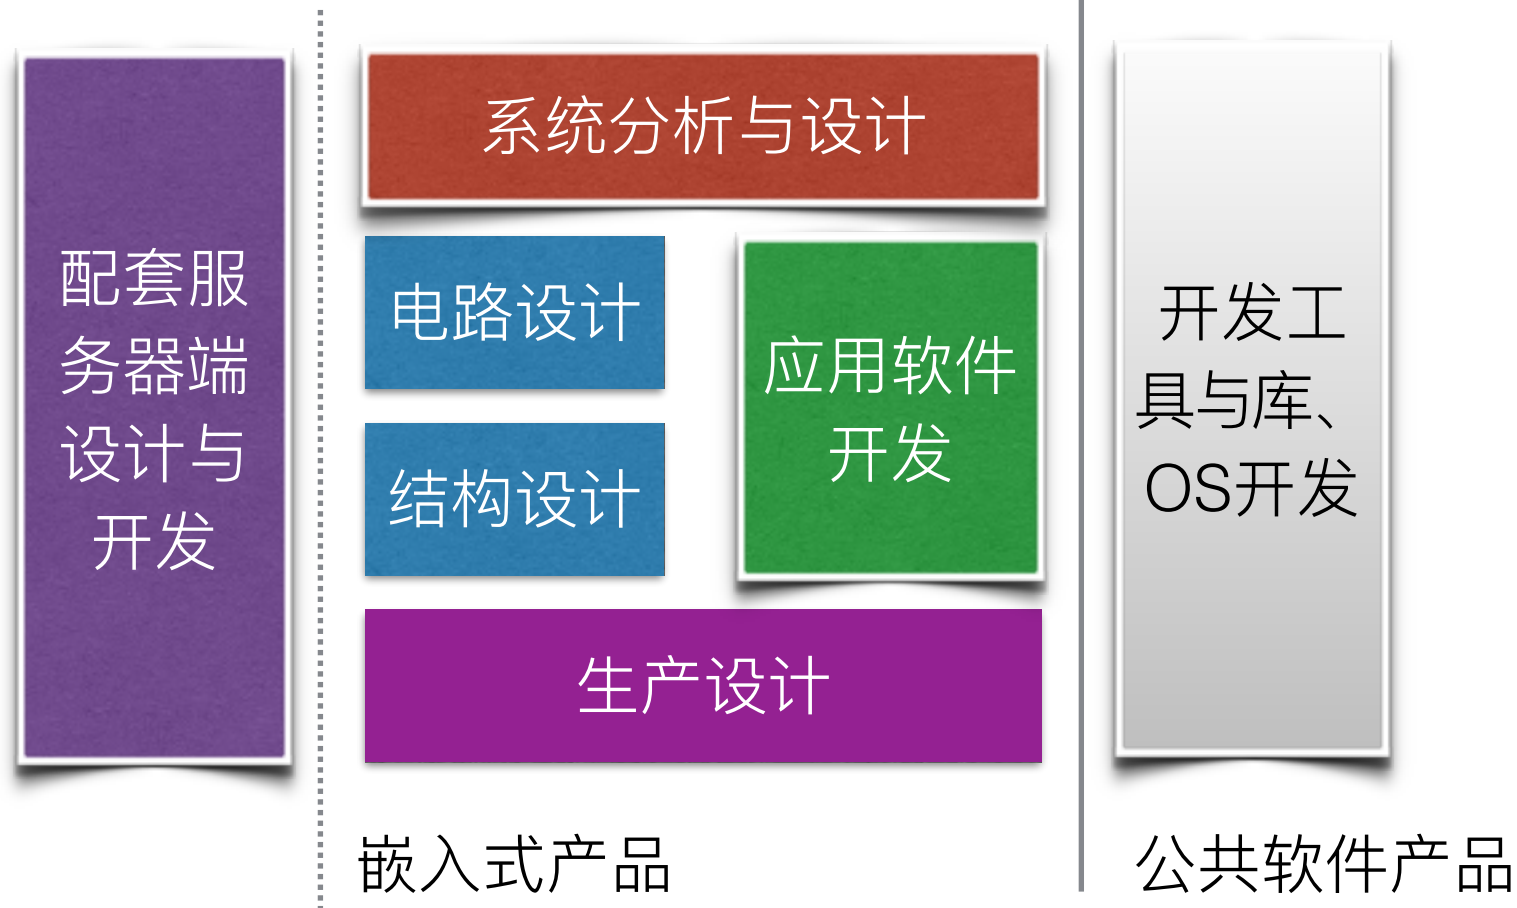 配套服
务器端
设计与
开发
系统分析与设计
电路设计
结构设计
应用软件
开发
生产设计
嵌入式产品
开发工
具与库、
OS开发
公共软件产品